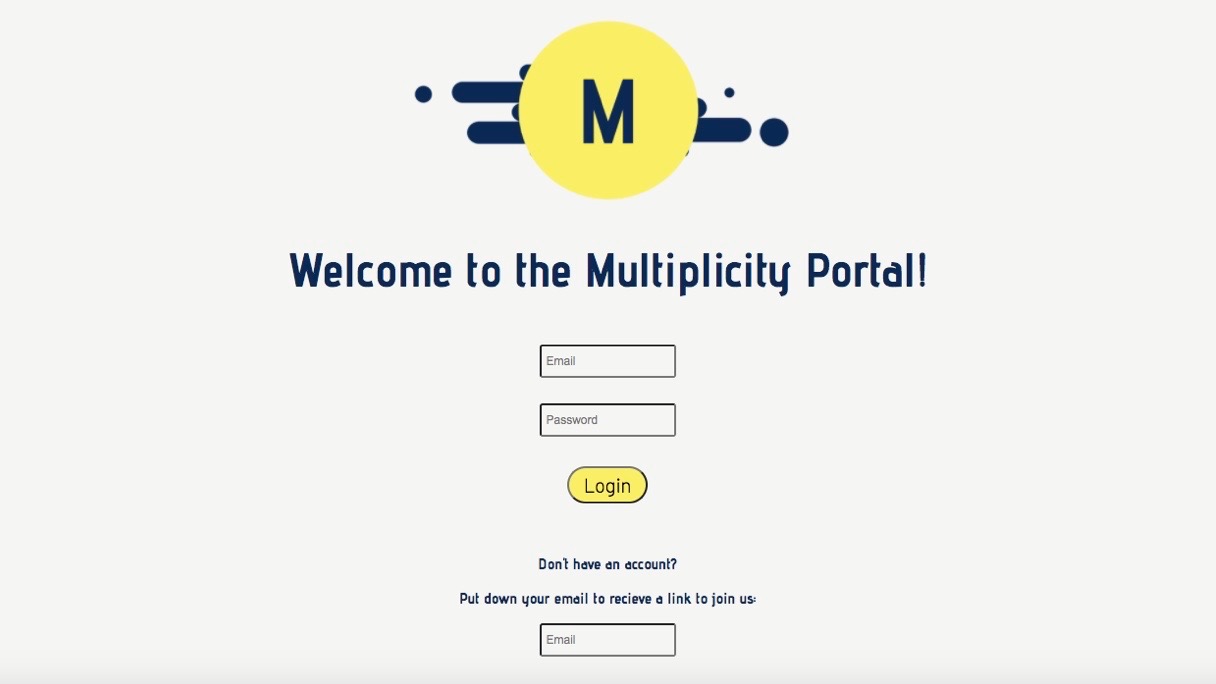 M
Welcome to the Multiplicity Portal!
Email
Password
Login
Don't have an account?
Put down your email to recieve a link to join us:
Email